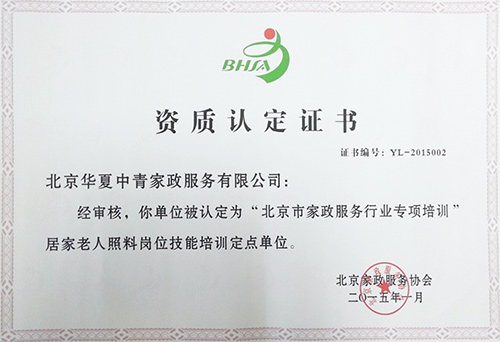 BHSA
资质认定证书
证书编号：YL-2015002
北京华夏中青家政服务有限公司：
经审核，你单位被认定为“北京市家政服务行业专项培训”
居家老人照料岗位技能培训定点单位。
北京家政服务协会
二○一五年一月